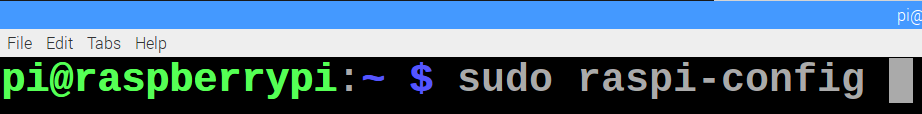 pi@
File Edit Tabs Help
pi@raspberrypi:~ $ sudo raspi-config